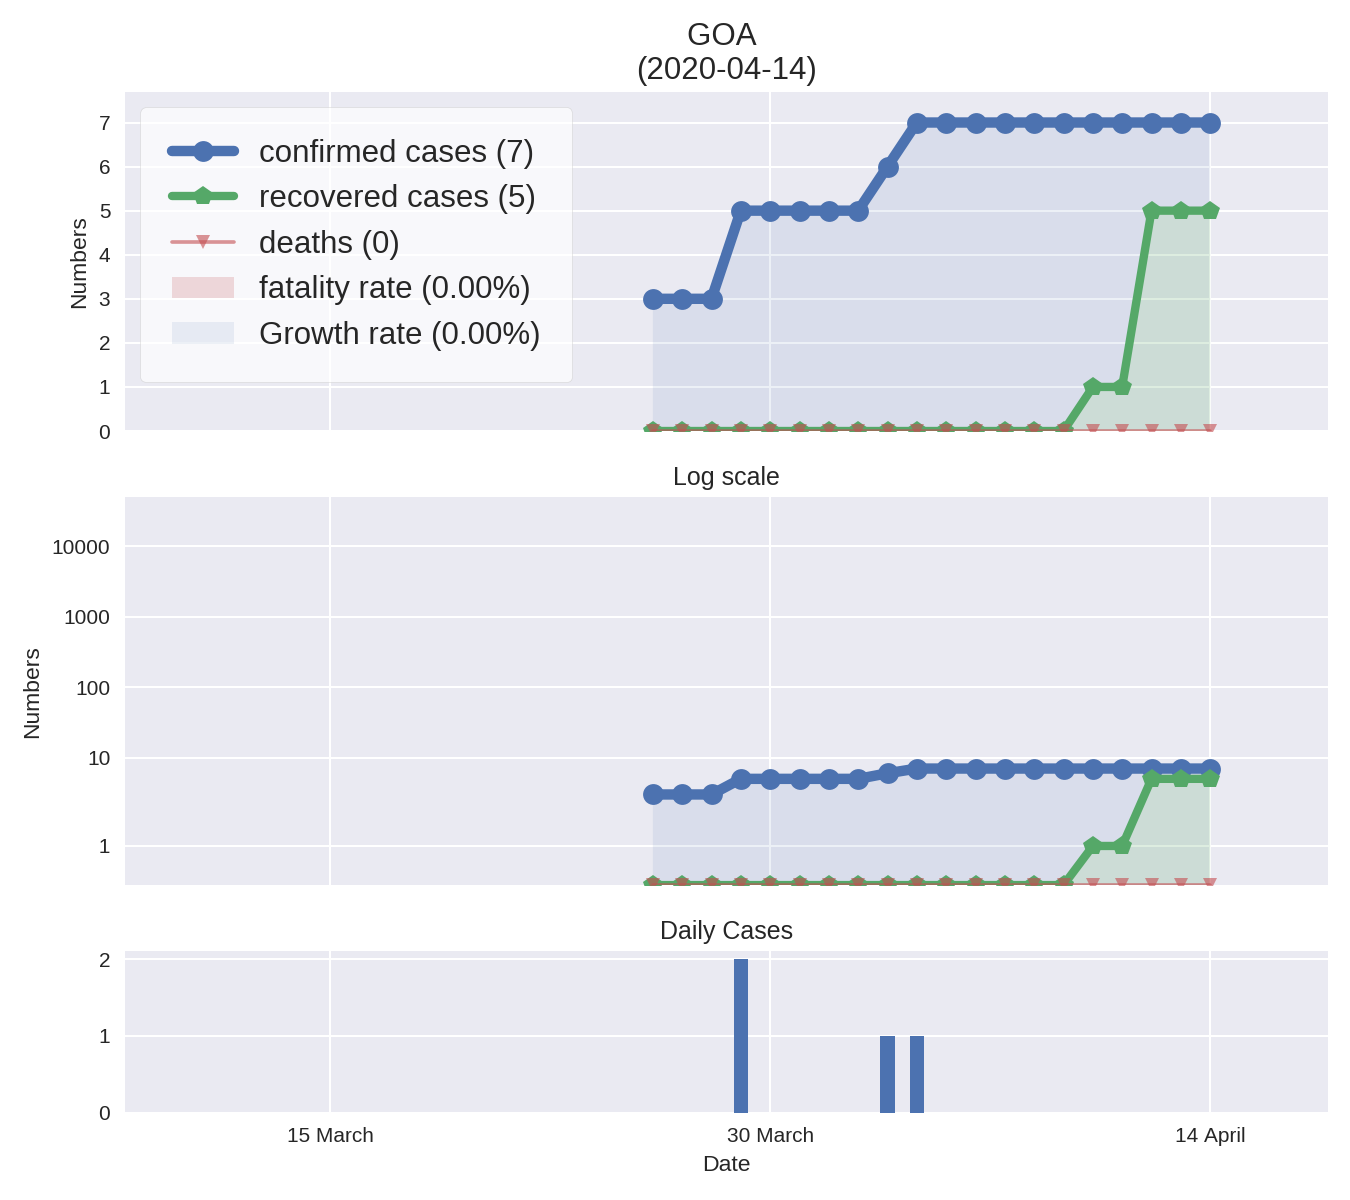 GOA
(2020-04-14)
7
6
5
4
3
2
1
0
Numbers
confirmed cases (7)
recovered cases (5)
deaths (0)
fatality rate (0.00%)
Growth rate (0.00%)
Log scale
10000
1000
100
10
1
Numbers
Daily Cases
2
1
0
15 March
30 March
14 April
Date